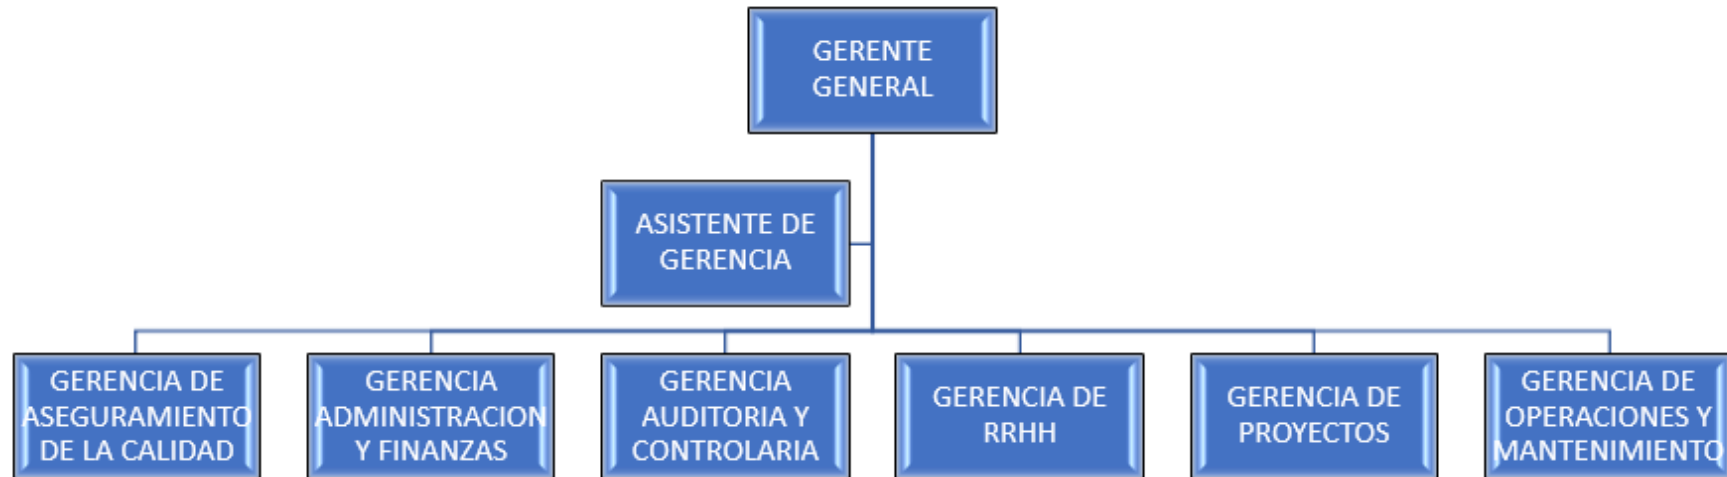 GERENTE
GENERAL
ASISTENTE DE
GERENCIA
GERENCIA DE
ASEGURAMIENTO
DE LA CALIDAD
GERENCIA
ADMINISTRACION
Y FINANZAS
GERENCIA
AUDITORIA Y
CONTROLARIA
GERENCIA DE
RRHH
GERENCIA DE
PROYECTOS
GERENCIA DE
OPERACIONES Y
MANTENIMIENTO